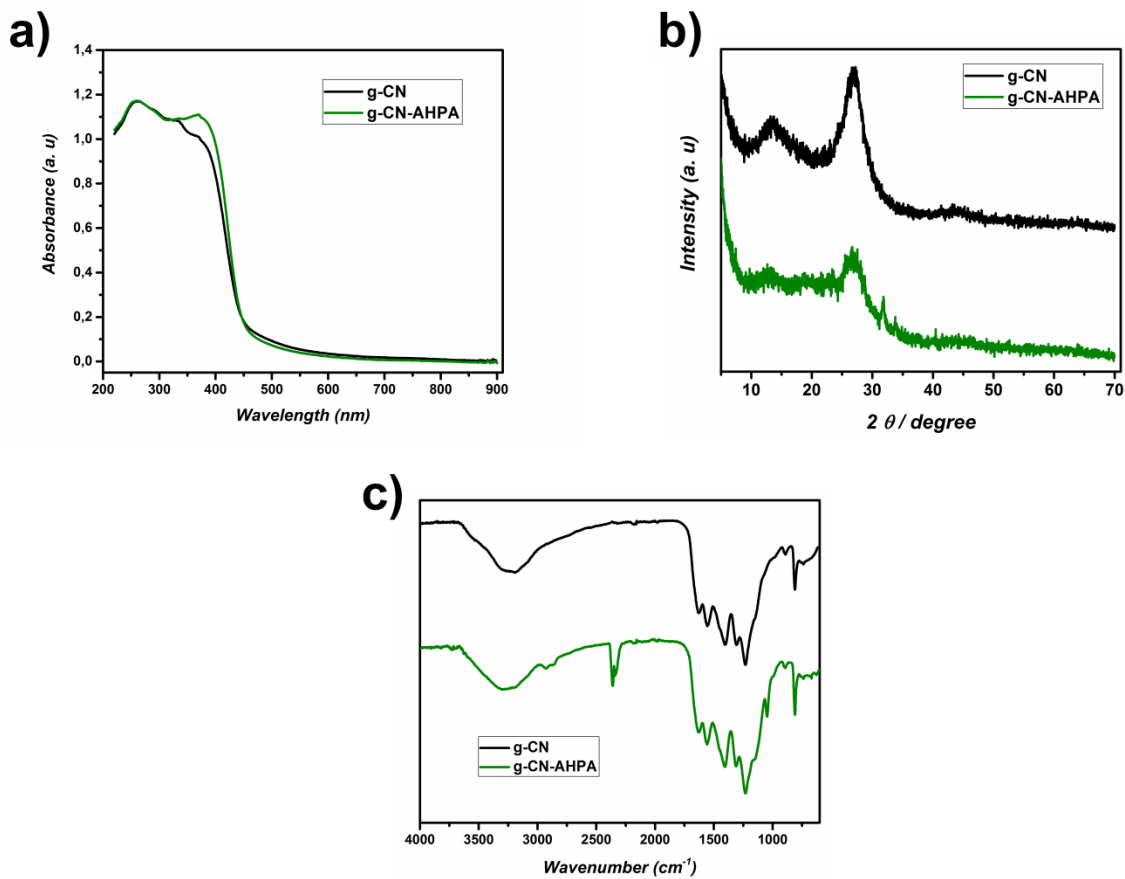 a)
1,4
1,2
1,0
0,8
0,6
0,4
0,2
0,0
Absorbance (a. u)
g-CN
g-CN-AHPA
200 300 400 500 600 700 800 900
Wavelength (nm)
b)
Intensity (a. u)
g-CN
g-CN-AHPA
10 20 30 40 50 60 70
2 θ / degree
c)
g-CN
g-CN-AHPA
4000 3500 3000 2500 2000 1500 1000
Wavenumber (cm⁻¹)